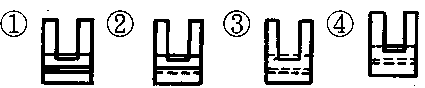 ① ② ③ ④